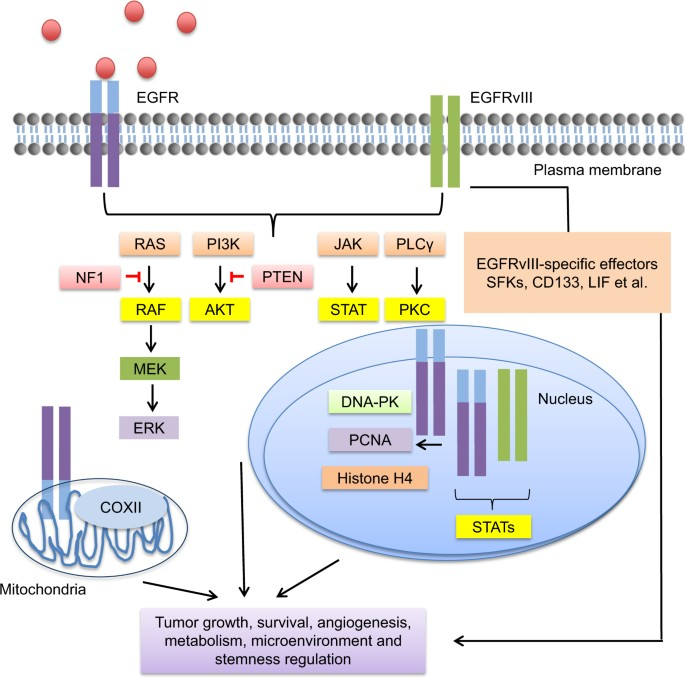 EGFR
EGFRvIII
Plasma membrane
RAS
PI3K
JAK
PLCγ
NF1
PTEN
EGFRvIII-specific effectors
SFKs, CD133, LIF et al.
RAF
AKT
STAT
PKC
MEK
ERK
DNA-PK
Nucleus
PCNA
Histone H4
STATs
COXII
Mitochondria
Tumor growth, survival, angiogenesis,
metabolism, microenvironment and
stemness regulation